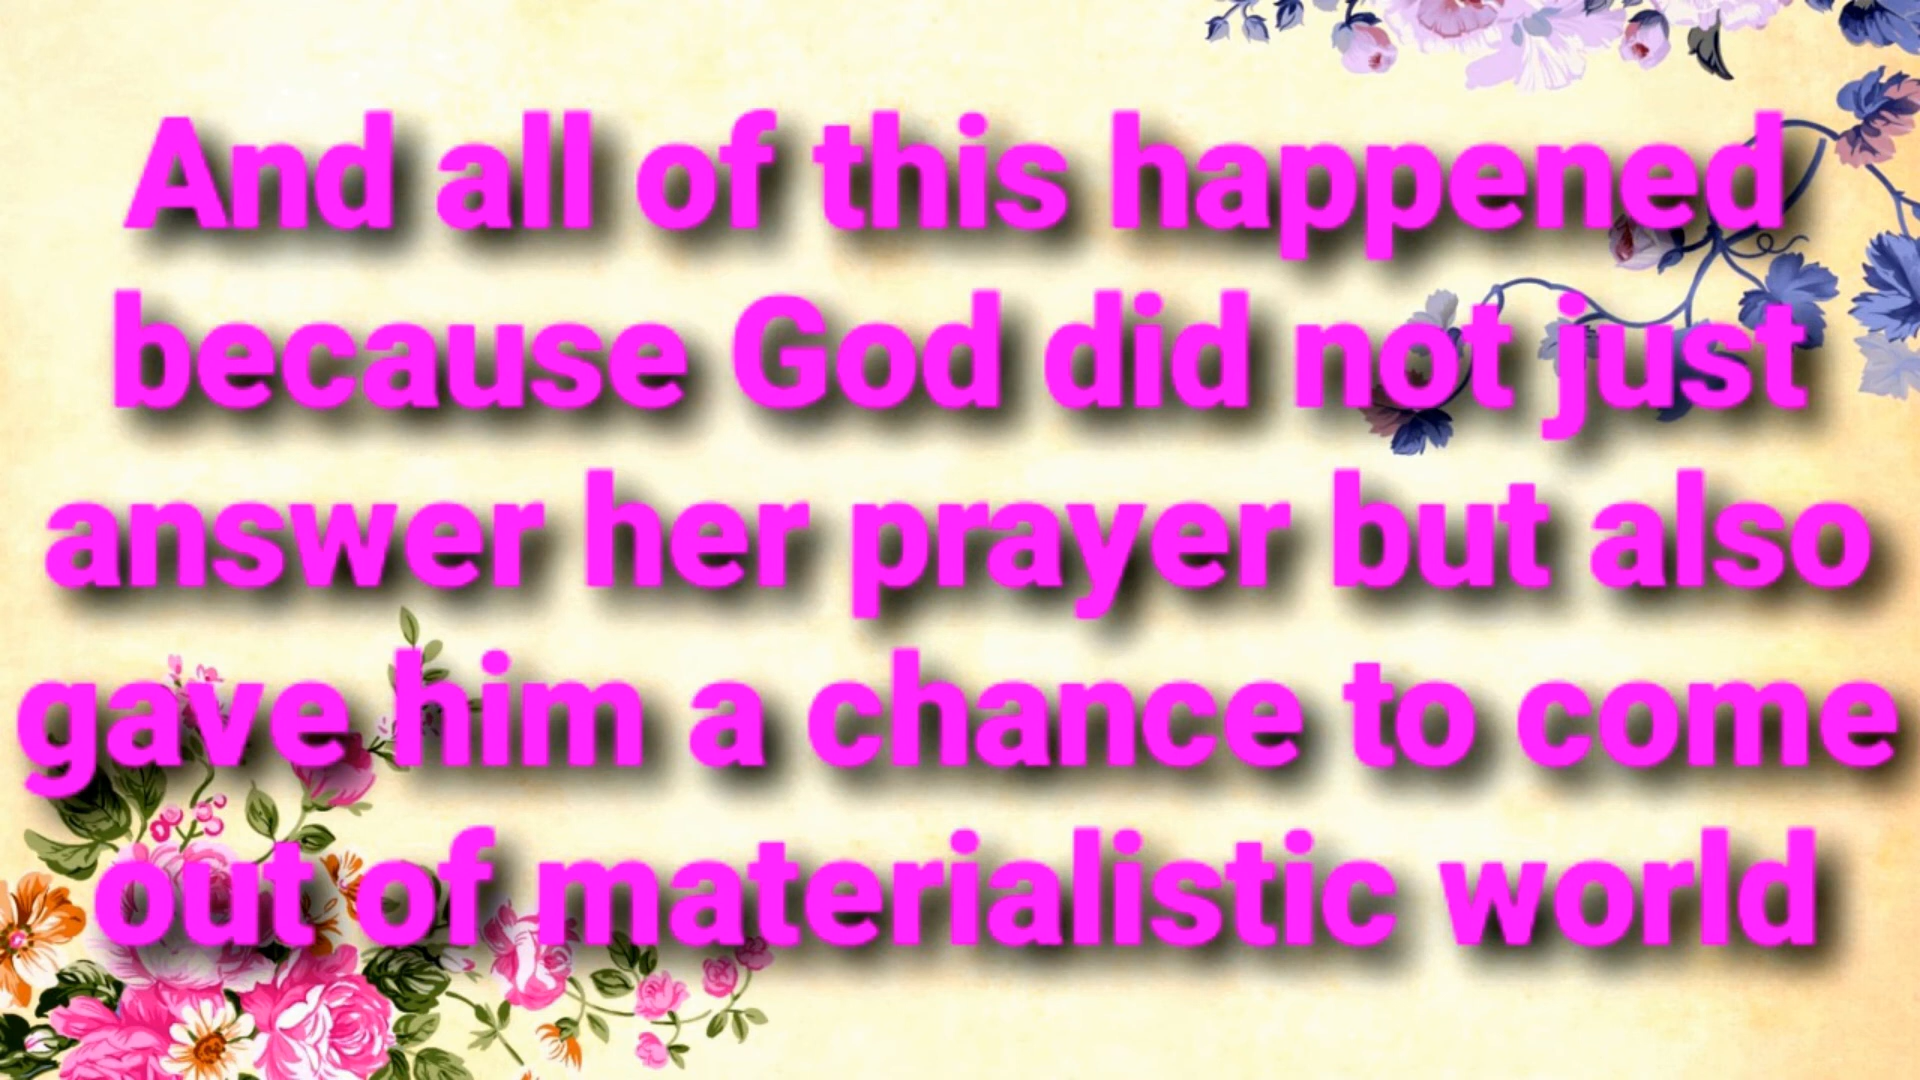 And all of this happened
because God did not just
answer her prayer but also
gave him a chance to come
out of materialistic world